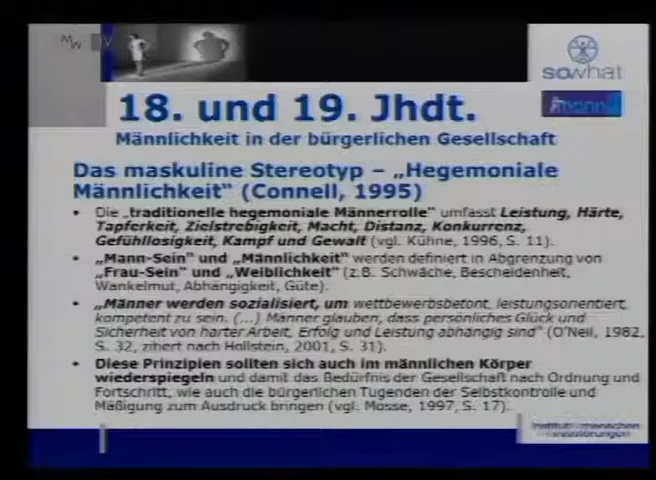 sowhat
18. und 19. Jhdt.
Männlichkeit in der bürgerlichen Gesellschaft
Das maskuline Stereotyp – „Hegemoniale
Männlichkeit“ (Connell, 1995)
• Die „traditionelle hegemoniale Männerrolle“ umfasst Leistung, Härte,
Tapferkeit, Zielstrebigkeit, Macht, Distanz, Konkurrenz,
Gefühllosigkeit, Kampf und Gewalt (vgl. Kühne, 1996, S. 11).
• „Mann-Sein“ und „Männlichkeit“ werden definiert in Abgrenzung von
„Frau-Sein“ und „Weiblichkeit“ (z.B. Schwäche, Bescheidenheit,
Wankelmut, Abhängigkeit, Güte).
• „Männer werden sozialisiert, um wettbewerbsbetont, leistungsorientiert,
kompetent zu sein. (...) Männer glauben, dass persönliches Glück und
Sicherheit von harter Arbeit, Erfolg und Leistung abhängig sind“ (O’Neil, 1982,
S. 32, zitiert nach Hollstein, 2001, S. 31).
• Diese Prinzipien sollten sich auch im männlichen Körper
wiederspiegeln und damit das Bedürfnis der Gesellschaft nach Ordnung und
Fortschritt, wie auch die bürgerlichen Tugenden der Selbstkontrolle und
Mäßigung zum Ausdruck bringen (vgl. Mosse, 1997, S. 17).